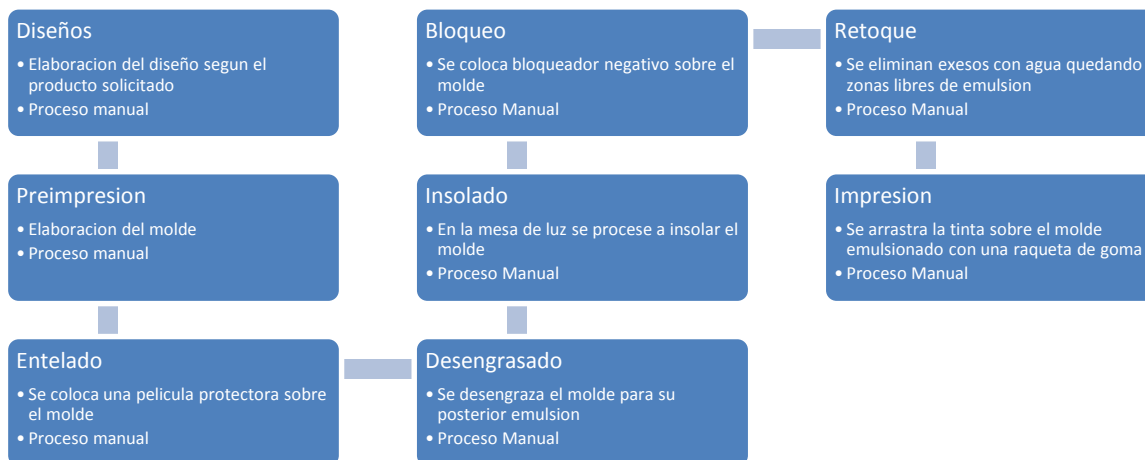 Diseños
• Elaboracion del diseño segun el
producto solicitado
• Proceso manual
Preimpresion
• Elaboracion del molde
• Proceso manual
Entelado
• Se coloca una pelicula protectora sobre
el molde
• Proceso manual
Desengrasado
• Se desengraza el molde para su
posterior emulsion
• Proceso Manual
Insolado
• En la mesa de luz se procese a insolar el
molde
• Proceso Manual
Bloqueo
• Se coloca bloqueador negativo sobre el
molde
• Proceso Manual
Retoque
• Se eliminan exesos con agua quedando
zonas libres de emulsion
• Proceso Manual
Impresion
• Se arrastra la tinta sobre el molde
emulsionado con una raqueta de goma
• Proceso Manual